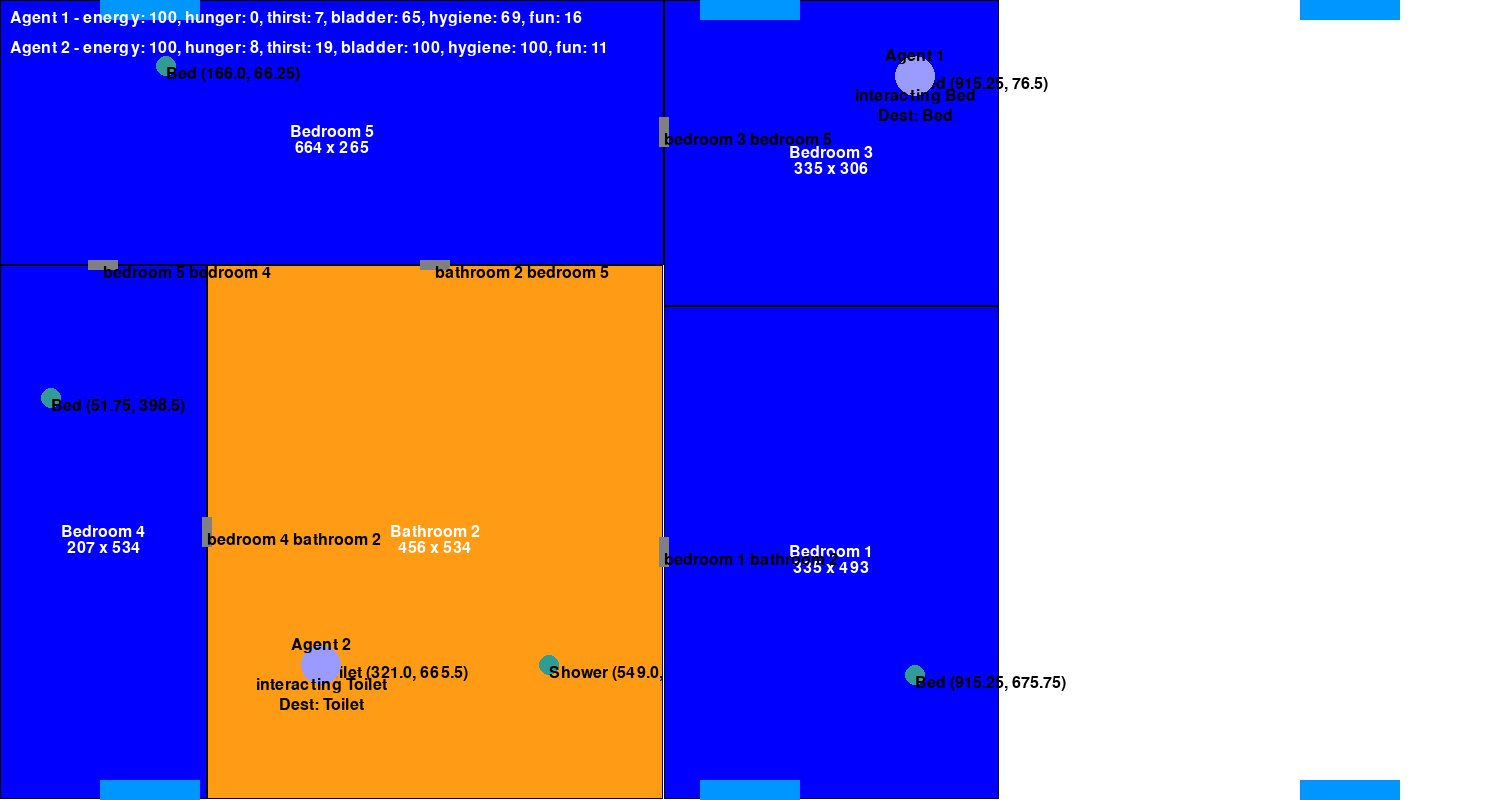 Agent 1 - energy: 100, hunger: 0, thirst: 7, bladder: 65, hygiene: 69, fun: 16
Agent 2 - energy: 100, hunger: 8, thirst: 19, bladder: 100, hygiene: 100, fun: 11
Bed (166.0, 66.25)
Agent 1
(915.25, 76.5)
interacting Bed
Dest: Bed
Bedroom 5
664 x 265
bedroom 3 bedroom 5
Bedroom 3
335 x 306
bedroom 5 bedroom 4
bathroom 2 bedroom 5
Bed (51.75, 398.5)
Bedroom 4
207 x 534
bedroom 4 bathroom 2
Bathroom 2
456 x 534
Bedroom 1
335 x 493
bedroom 1 bathroom 2
Agent 2
ilet (321.0, 665.5)
interacting Toilet
Dest: Toilet
Shower (549.0,
Bed (915.25, 675.75)